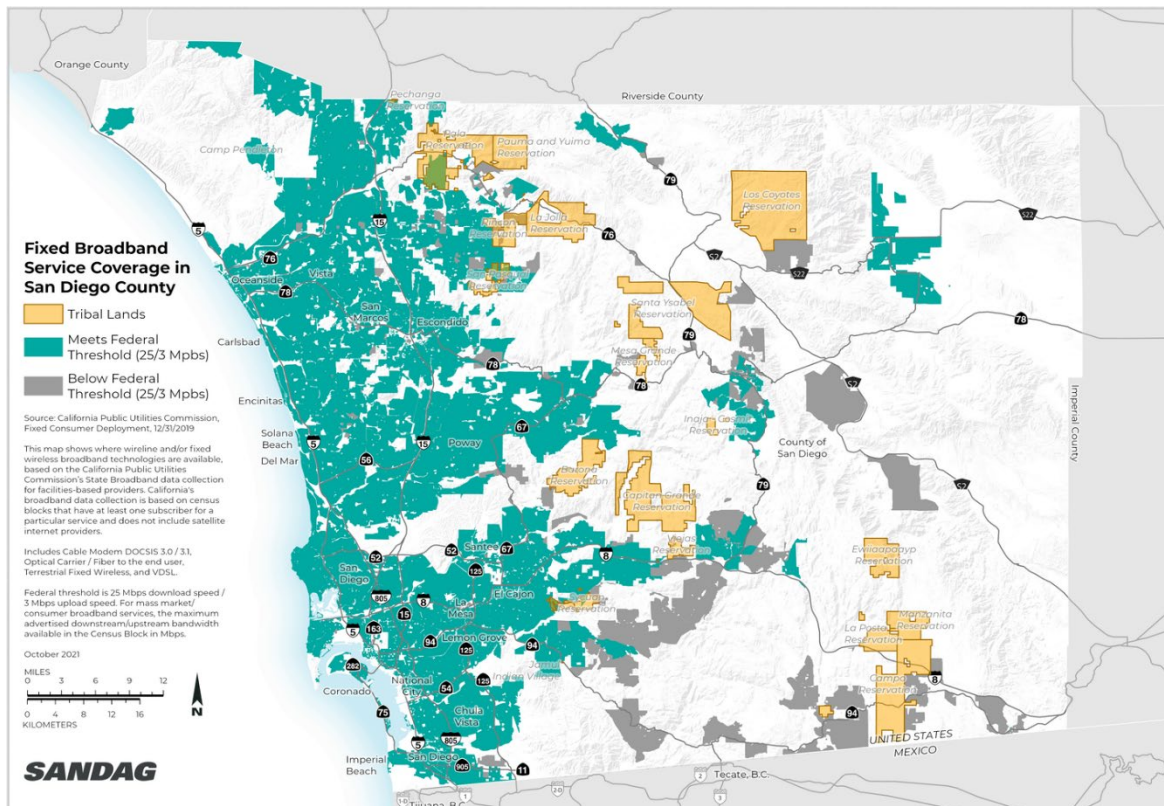 Orange County
Riverside County
Pechanga
Reservation
Camp Pendleton
Pala
Reservation
Pauma and Yuima
Reservation
79
Los Coyotes
Reservation
S22
5
15
Rincon
Reservation
La Jolla
Reservation
76
S2
S22
Fixed Broadband
Service Coverage in
San Diego County
Tribal Lands
Meets Federal
Threshold (25/3 Mpbs)
Below Federal
Threshold (25/3 Mpbs)
Source: California Public Utilities Commission,
Fixed Consumer Deployment, 12/31/2019
This map shows where wireline and/or fixed
wireless broadband technologies are available,
based on the California Public Utilities
Commission's State Broadband data collection
for facilities-based providers. California's
broadband data collection is based on census
blocks that have at least one subscriber for a
particular service and does not include satellite
internet providers.
Includes Cable Modem DOCSIS 3.0 / 3.1,
Optical Carrier / Fiber to the end user,
Terrestrial Fixed Wireless, and VDSL.
Federal threshold is 25 Mbps download speed /
3 Mbps upload speed. For mass market/
consumer broadband services, the maximum
advertised downstream/upstream bandwidth
available in the Census Block in Mbps.
October 2021
MILES
0 3 6 12
0 4 8 16
KILOMETERS
N
SANDAG
76
Oceanside
Vista
78
San
Marcos
Escondido
Carlsbad
78
Santa Ysabel
Reservation
79
78
Mesa Grande
Reservation
78
S2
Imperial County
Encinitas
67
Inaja - Cosmit
Reservation
Solana
Beach
Del Mar
5
15
56
Poway
County of
San Diego
Barona
Reservation
Capitan Grande
Reservation
79
S2
Viejas
Reservation
8
Ewiiaapaayp
Reservation
52
52
Santee
67
San
Diego
125
805
8
La
Mesa
El Cajon
Sycuan
Reservation
15
163
5
94
Lemon Grove
125
94
Jamul
Indian Village
La Posta
Reservation
Manzanita
Reservation
282
Coronado
National
City
54
125
Campo
Reservation
8
75
Chula
Vista
94
805
5
San Diego
905
11
Imperial
Beach
UNITED STATES
MEXICO
Tecate, B.C.
2
3
1-D
1
2-D
Tijuana, B.C.